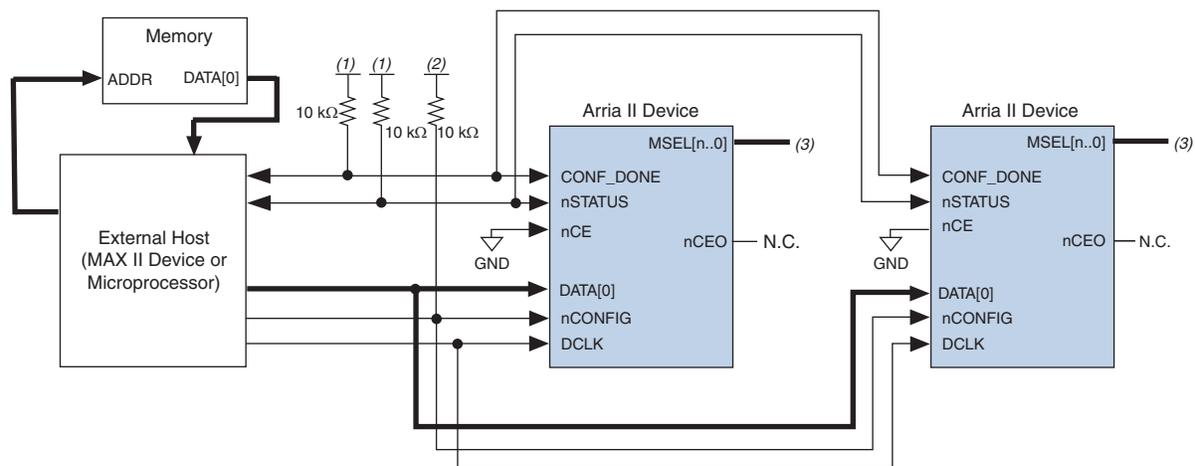 Memory
ADDR
DATA[0]
(1)
(1)
(2)
10 kΩ
10 kΩ
10 kΩ
External Host
(MAX II Device or
Microprocessor)
Arria II Device
MSEL[n..0]
(3)
CONF_DONE
nSTATUS
nCE
GND
nCEO
N.C.
DATA[0]
nCONFIG
DCLK
Arria II Device
MSEL[n..0]
(3)
CONF_DONE
nSTATUS
nCE
GND
nCEO
N.C.
DATA[0]
nCONFIG
DCLK